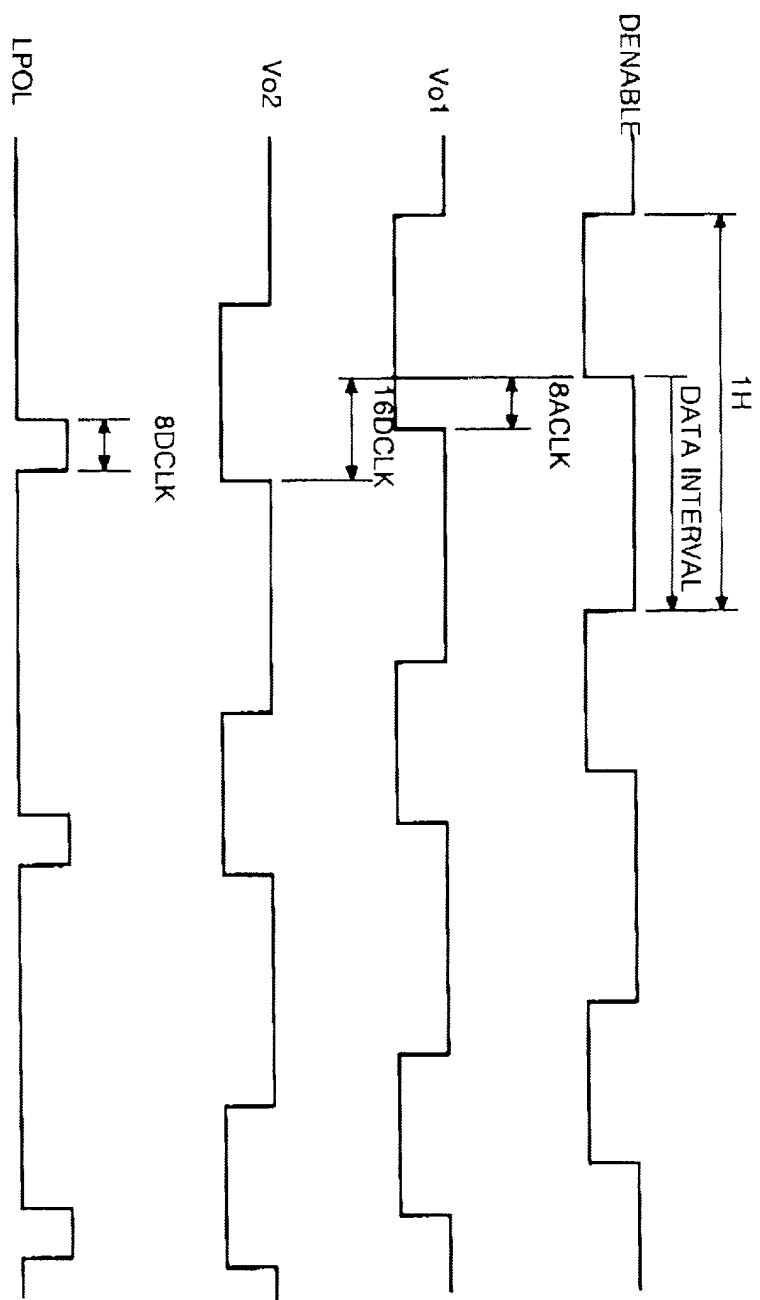 1H
DATA INTERVAL
DENABLE
8ACLK
Vo1
16DCLK
Vo2
8DCLK
LPOL